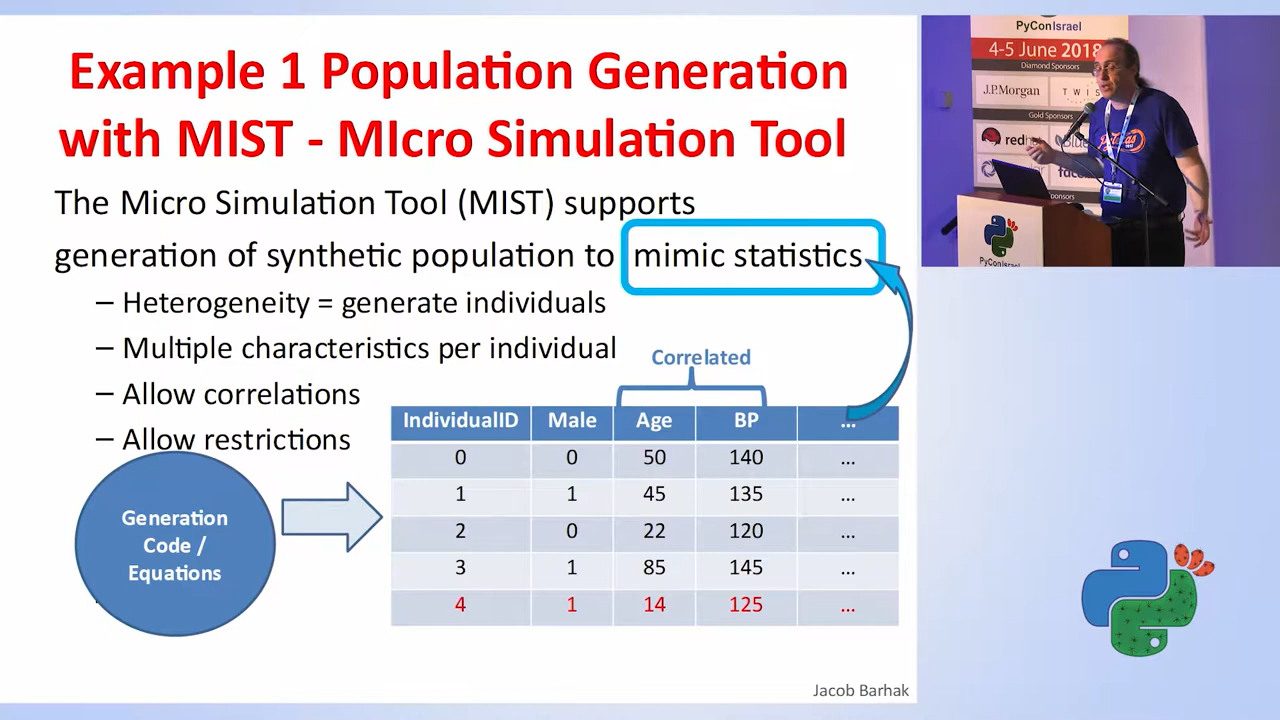 Example 1 Population Generation
with MIST - MIcro Simulation Tool
The Micro Simulation Tool (MIST) supports
generation of synthetic population to mimic statistics
– Heterogeneity = generate individuals
– Multiple characteristics per individual
– Allow correlations
– Allow restrictions
Correlated
IndividualID Male Age BP ...
0 0 50 140 ...
1 1 45 135 ...
2 0 22 120 ...
3 1 85 145 ...
4 1 14 125 ...
Generation
Code /
Equations
Jacob Barhak
PyConIsrael
4-5 June 2018
Diamond Sponsors
J.P.Morgan
Gold Sponsors
PyConIsrael